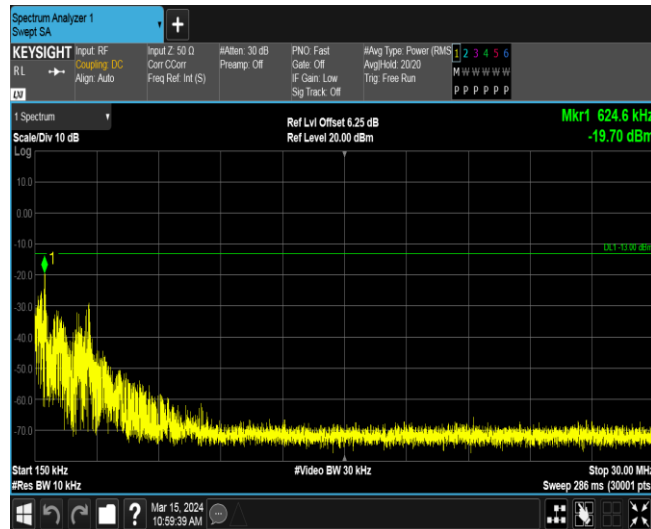 Spectrum Analyzer 1
Swept SA
+
KEYSIGHT
RL
LXI
Input: RF
Coupling: DC
Align: Auto
Input Z: 50 Ω
Corr CCorr
Freq Ref: Int (S)
#Atten: 30 dB
Preamp: Off
PNO: Fast
Gate: Off
IF Gain: Low
Sig Track: Off
#Avg Type: Power (RMS
Avg|Hold: 20/20
Trig: Free Run
1 2 3 4 5 6
M W W W W W
P P P P P P
1 Spectrum
Scale/Div 10 dB
Log
Ref Lvl Offset 6.25 dB
Ref Level 20.00 dBm
Mkr1 624.6 kHz
-19.70 dBm
10.0
0.00
-10.0
DL1 -13.00 dBm
1
-20.0
-30.0
-40.0
-50.0
-60.0
-70.0
Start 150 kHz
#Res BW 10 kHz
#Video BW 30 kHz
Stop 30.00 MHz
Sweep 286 ms (30001 pts)
?
Mar 15, 2024
10:59:39 AM